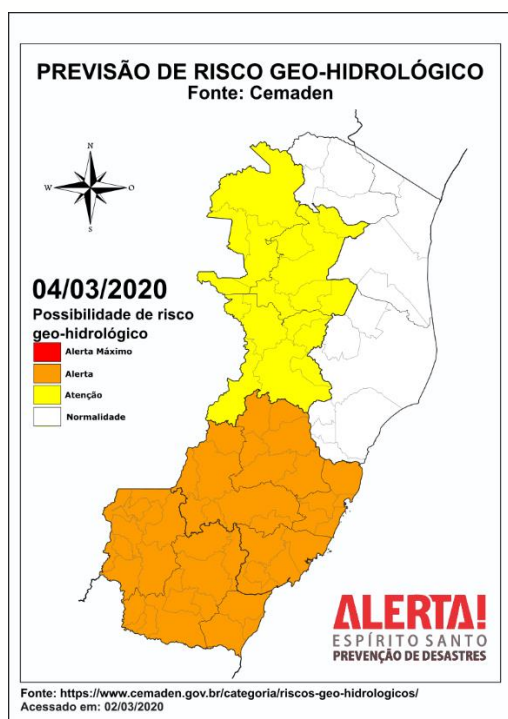 PREVISÃO DE RISCO GEO-HIDROLÓGICO
Fonte: Cemaden
N
W
O
S
04/03/2020
Possibilidade de risco
geo-hidrológico
Alerta Máximo
Alerta
Atenção
Normalidade
ALERTA!
ESPÍRITO SANTO
PREVENÇÃO DE DESASTRES
Fonte: https://www.cemaden.gov.br/categoria/riscos-geo-hidrologicos/
Acessado em: 02/03/2020